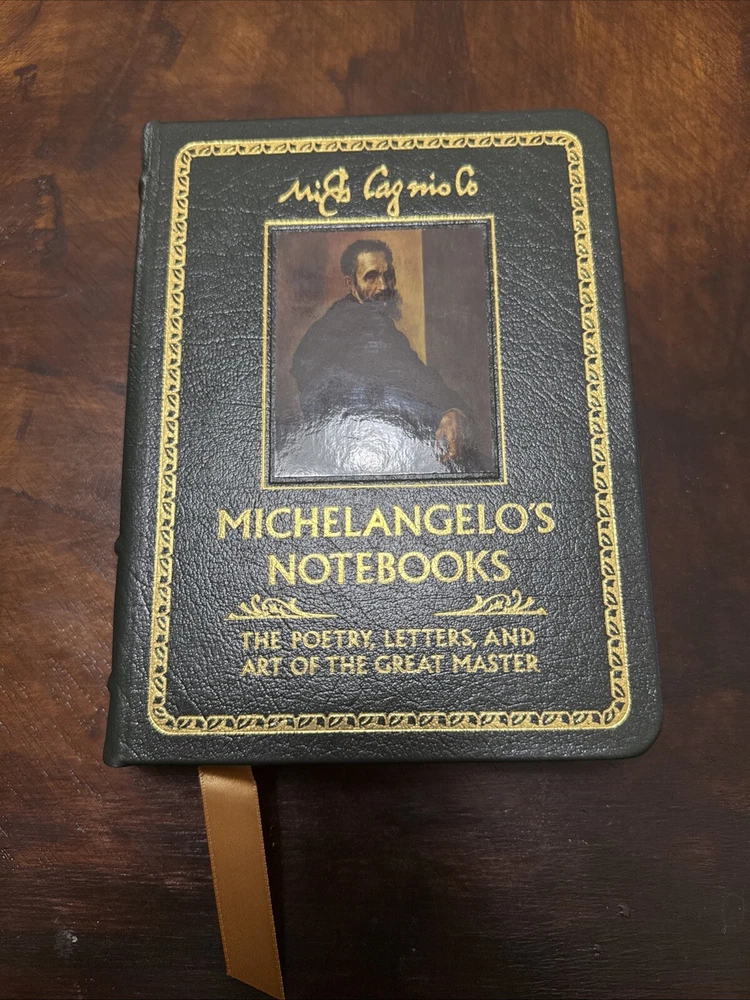 MICHELANGELO'S
NOTEBOOKS
THE POETRY, LETTERS, AND
ART OF THE GREAT MASTER